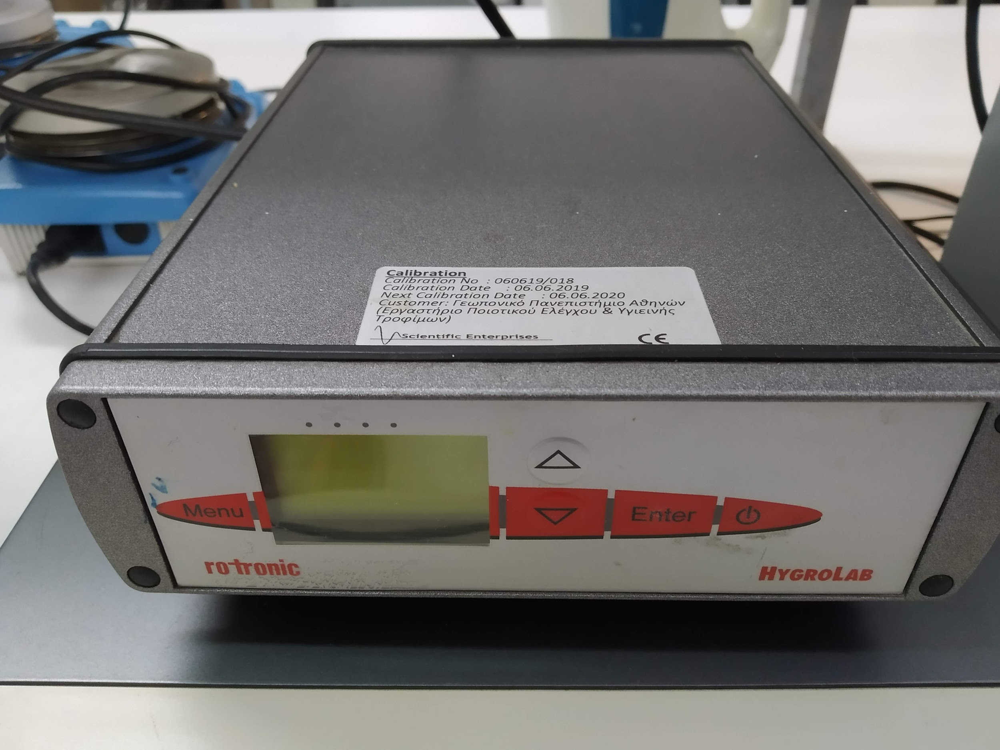 Calibration
Calibration No : 060619/018
Calibration Date : 06.06.2019
Next Calibration Date : 06.06.2020
Customer: Γεωπονικό Πανεπιστήμιο Αθηνών
(Εργαστήριο Ποιοτικού Ελέγχου & Υγιεινής
Τροφίμων)
Scientific Enterprises CE
Menu Enter
rotronic HYGROLAB